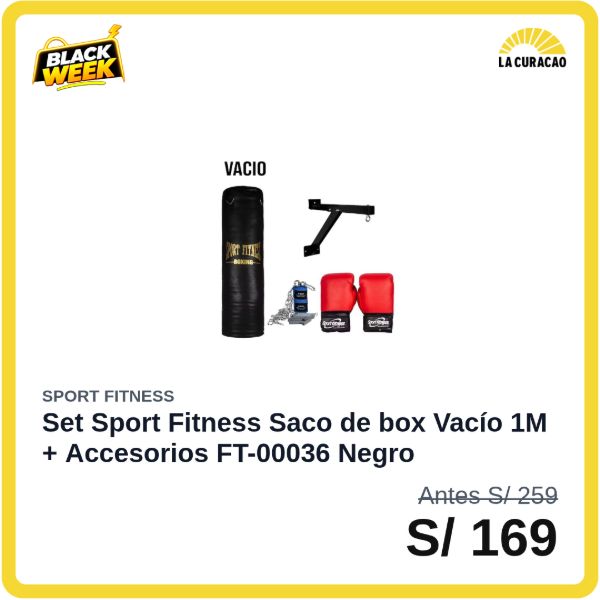 BLACK
WEEK
LA CURACAO
VACIO
SPORT FITNESS
BOXING
SPORT FITNESS
Set Sport Fitness Saco de box Vacío 1M
+ Accesorios FT-00036 Negro
Antes S/ 259
S/ 169